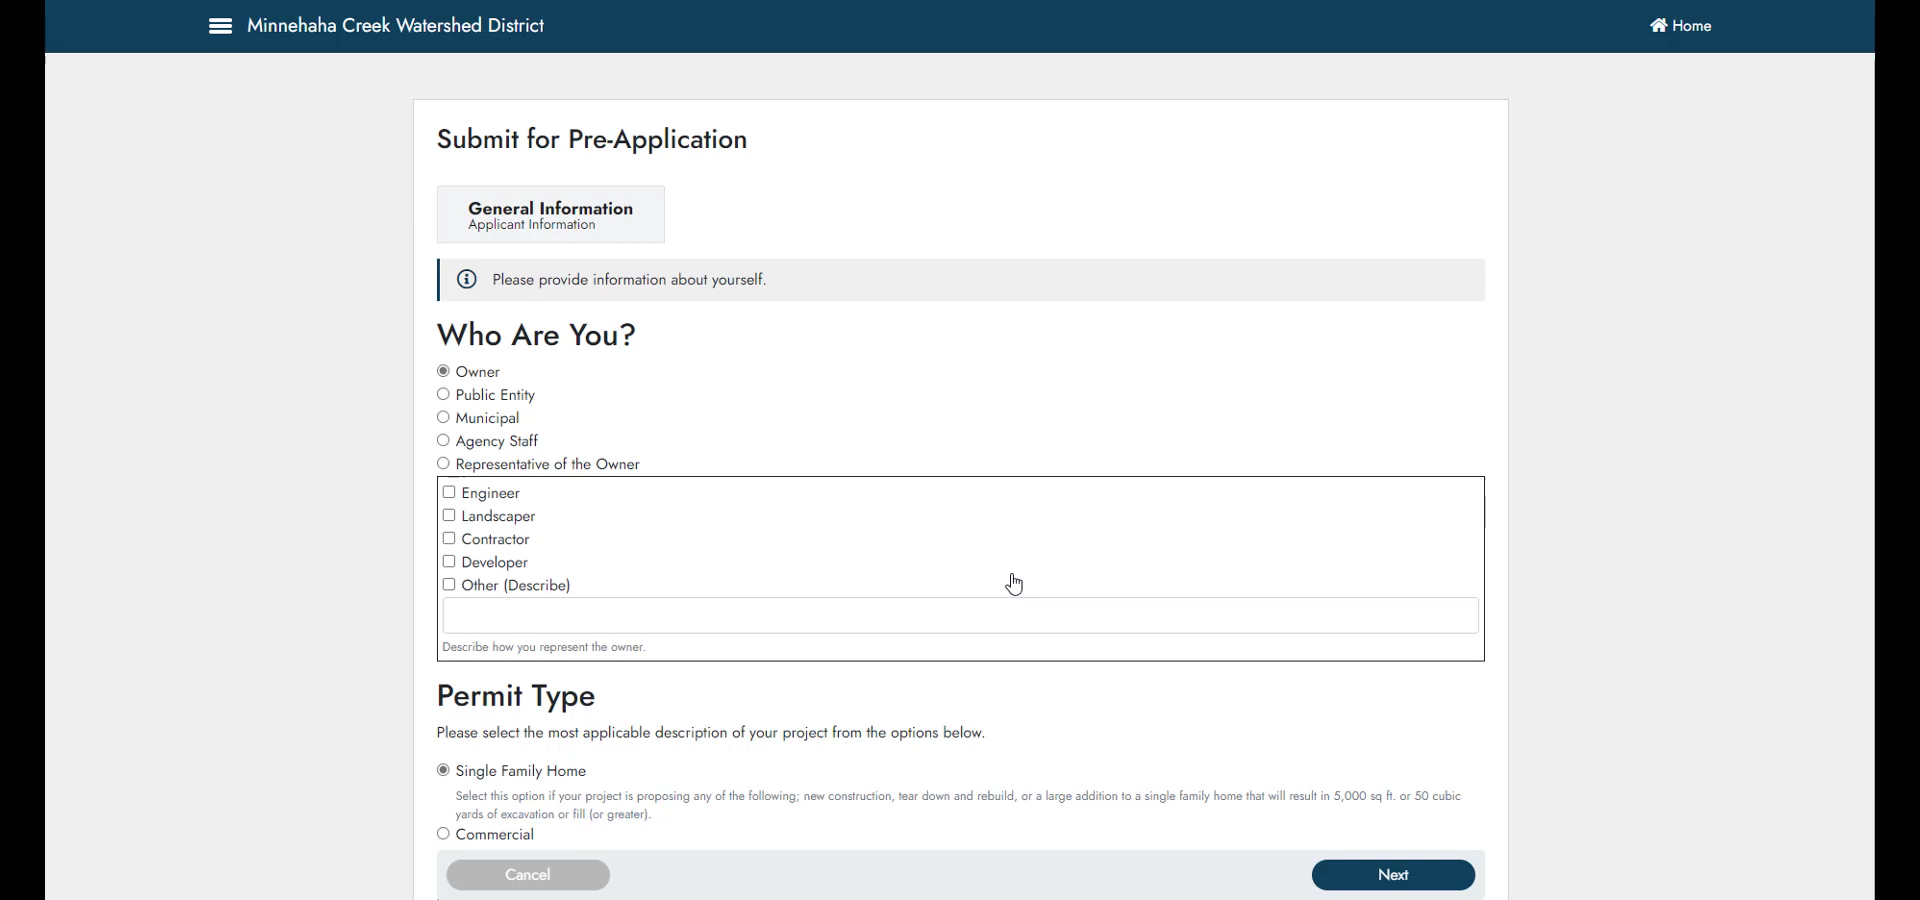 Minnehaha Creek Watershed District
Home
Submit for Pre-Application
General Information
Applicant Information
Please provide information about yourself.
Who Are You?
Owner
Public Entity
Municipal
Agency Staff
Representative of the Owner
Engineer
Landscaper
Contractor
Developer
Other (Describe)
Describe how you represent the owner.
Permit Type
Please select the most applicable description of your project from the options below.
Single Family Home
Select this option if your project is proposing any of the following; new construction, tear down and rebuild, or a large addition to a single family home that will result in 5,000 sq ft. or 50 cubic
yards of excavation or fill (or greater).
Commercial
Cancel
Next